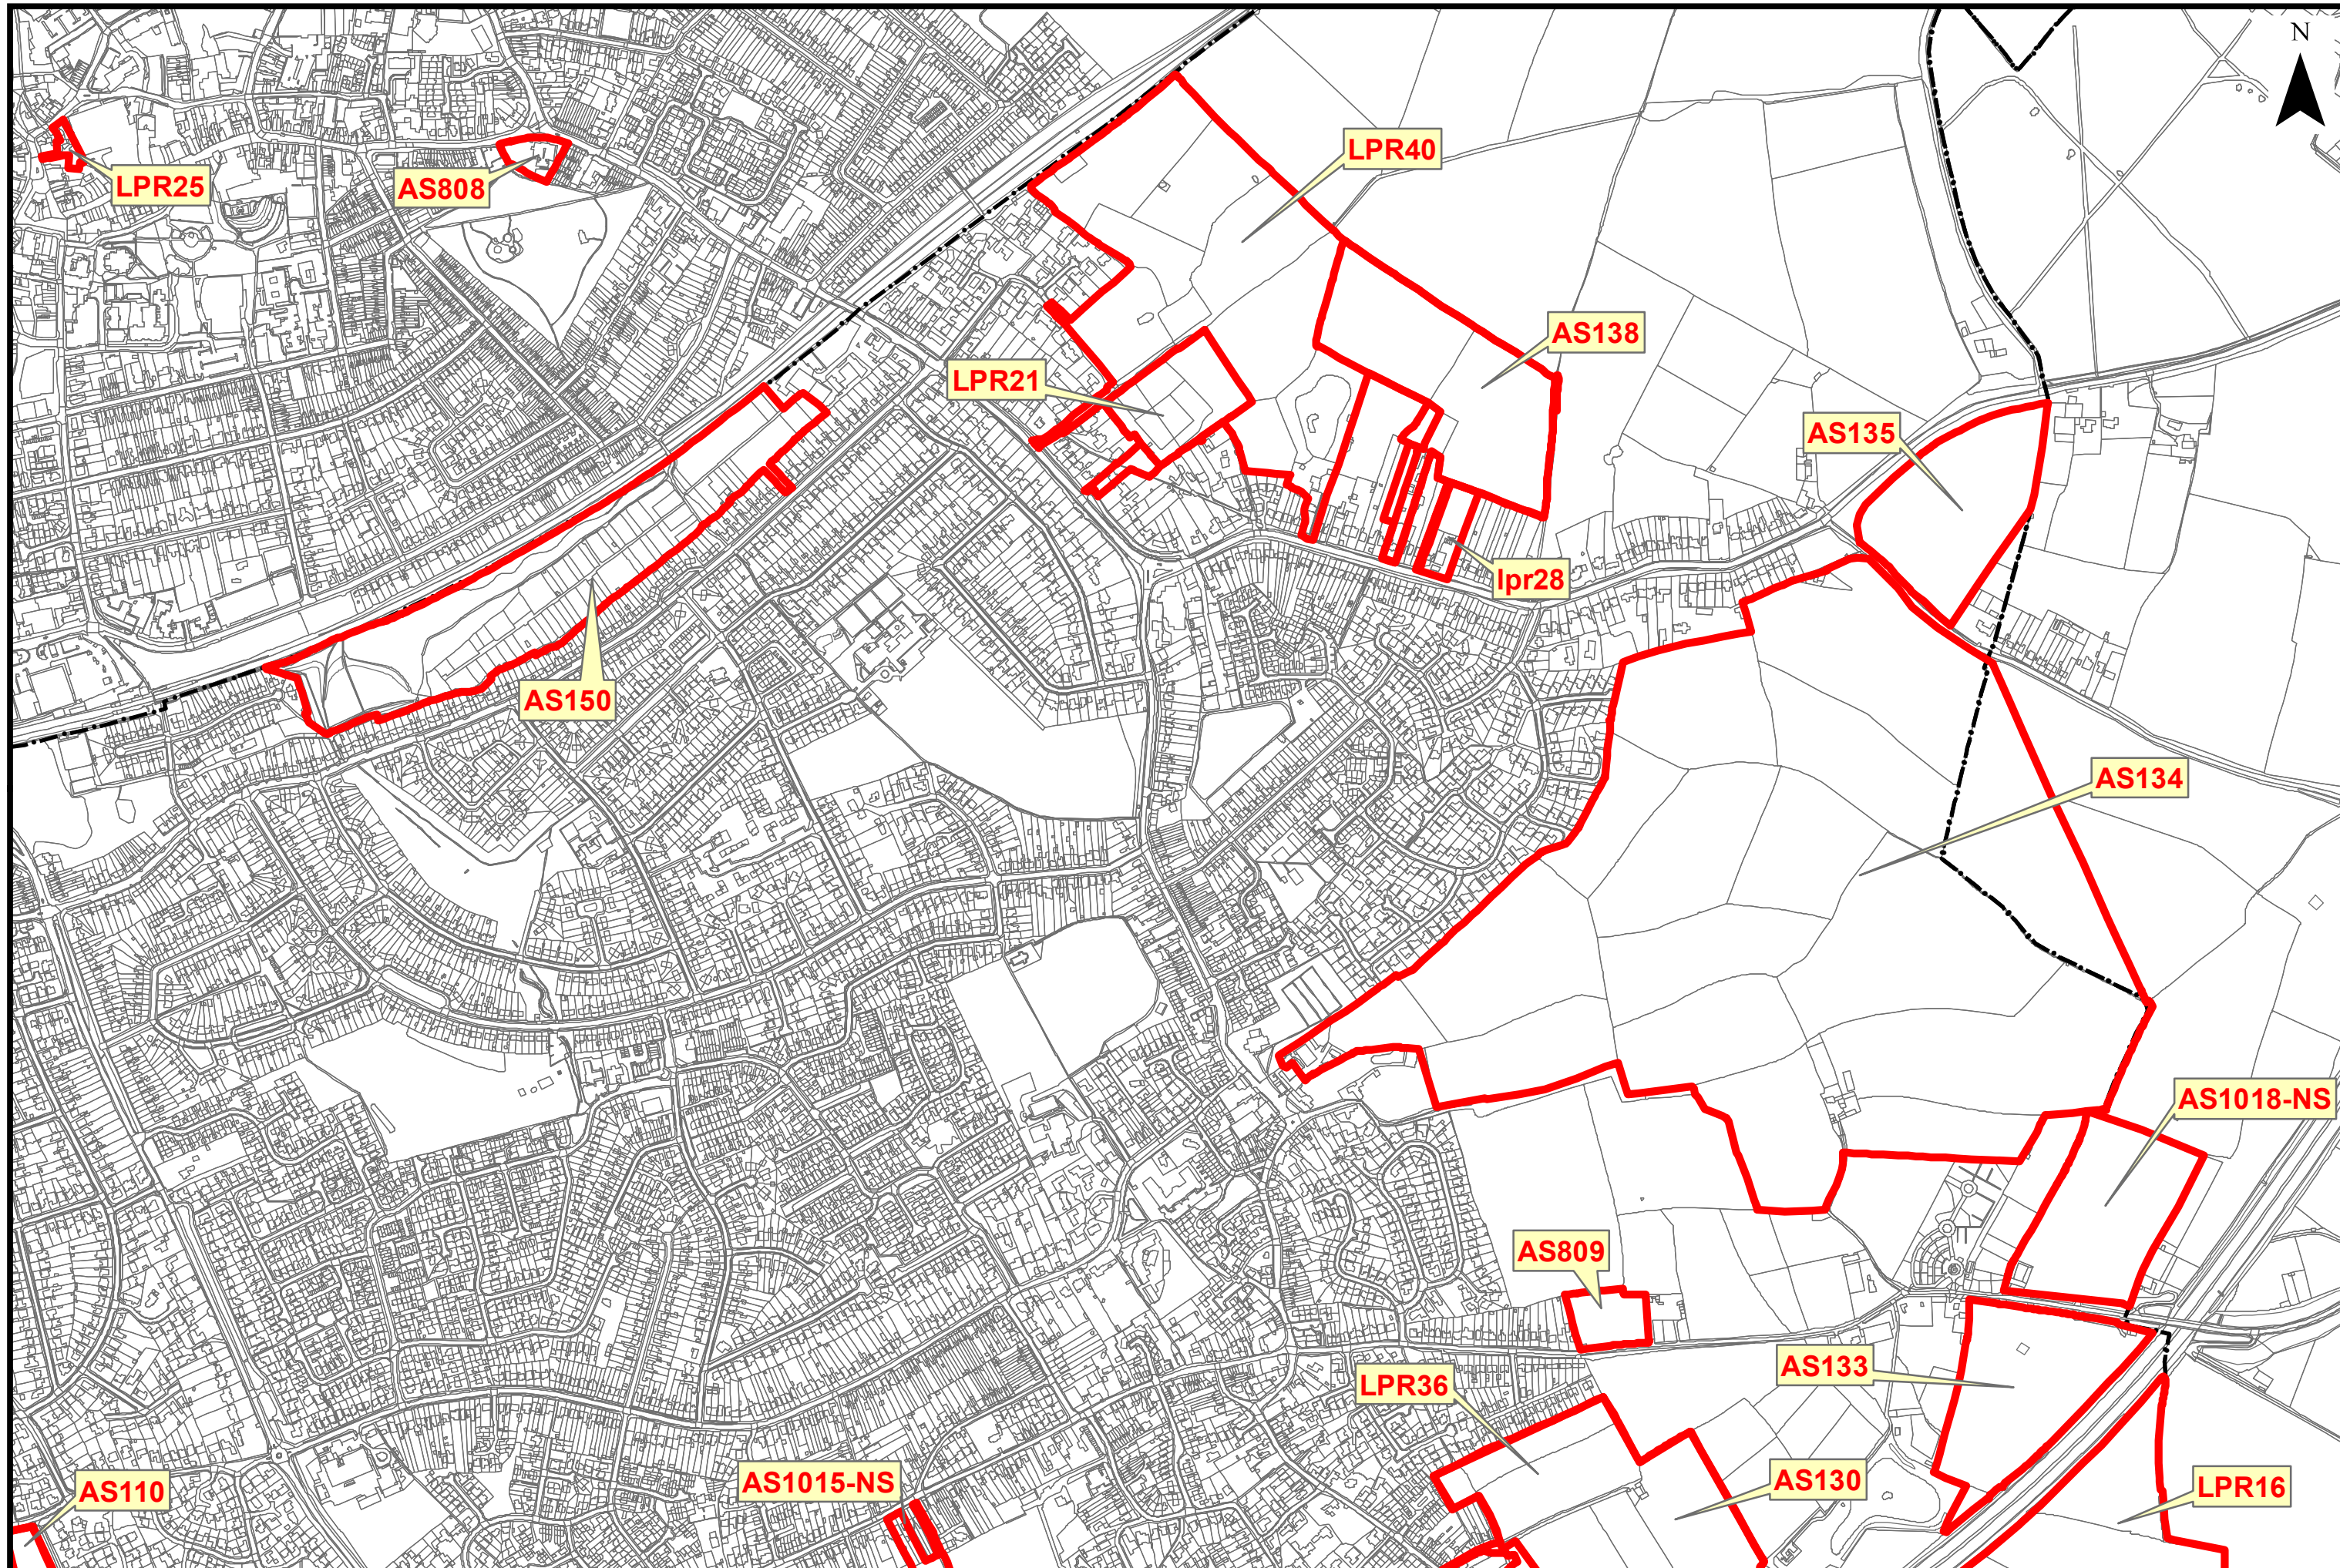 N
LPR40
LPR25
AS808
AS138
LPR21
AS135
lpr28
AS150
AS134
AS1018-NS
AS809
AS133
LPR36
AS1015-NS
AS130
AS110
LPR16